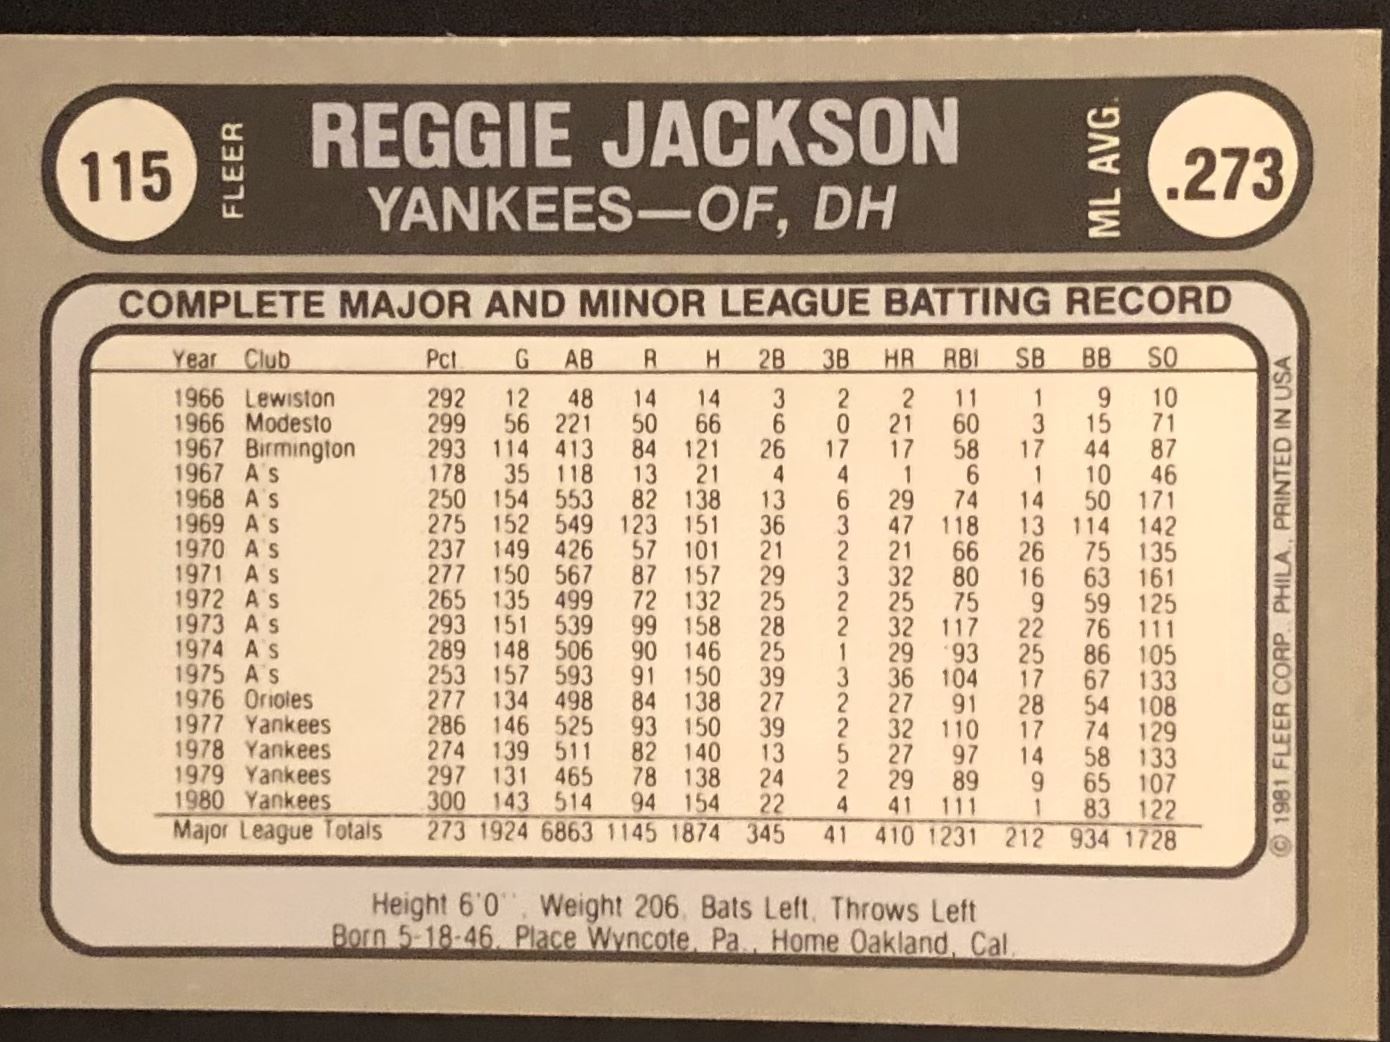 115 FLEER REGGIE JACKSON ML AVG. .273
YANKEES—OF, DH
COMPLETE MAJOR AND MINOR LEAGUE BATTING RECORD
Year Club Pct. G AB R H 2B 3B HR RBI SB BB SO
1966 Lewiston 292 12 48 14 14 3 2 2 11 1 9 10
1966 Modesto 299 56 221 50 66 6 0 21 60 3 15 71
1967 Birmington 293 114 413 84 121 26 17 17 58 17 44 87
1967 A's 178 35 118 13 21 4 4 1 6 1 10 46
1968 A's 250 154 553 82 138 13 6 29 74 14 50 171
1969 A's 275 152 549 123 151 36 3 47 118 13 114 142
1970 A's 237 149 426 57 101 21 2 21 66 26 75 135
1971 A's 277 150 567 87 157 29 3 32 80 16 63 161
1972 A's 265 135 499 72 132 25 2 25 75 9 59 125
1973 A's 293 151 539 99 158 28 2 32 117 22 76 111
1974 A's 289 148 506 90 146 25 1 29 93 25 86 105
1975 A's 253 157 593 91 150 39 3 36 104 17 67 133
1976 Orioles 277 134 498 84 138 27 2 27 91 28 54 108
1977 Yankees 286 146 525 93 150 39 2 32 110 17 74 129
1978 Yankees 274 139 511 82 140 13 5 27 97 14 58 133
1979 Yankees 297 131 465 78 138 24 2 29 89 9 65 107
1980 Yankees 300 143 514 94 154 22 4 41 111 1 83 122
Major League Totals 273 1924 6863 1145 1874 345 41 410 1231 212 934 1728
Height 6'0'', Weight 206, Bats Left, Throws Left
Born 5-18-46, Place Wyncote, Pa., Home Oakland, Cal.
© 1981 FLEER CORP., PHILA., PRINTED IN USA